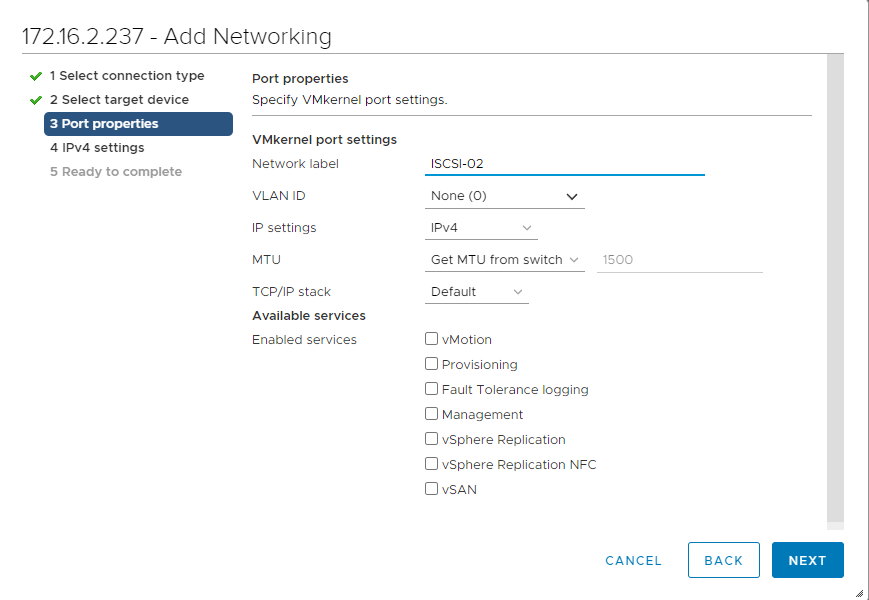 172.16.2.237 - Add Networking
1 Select connection type
2 Select target device
3 Port properties
4 IPv4 settings
5 Ready to complete
Port properties
Specify VMkernel port settings.
VMkernel port settings
Network label ISCSI-02
VLAN ID None (0)
IP settings IPv4
MTU Get MTU from switch 1500
TCP/IP stack Default
Available services
Enabled services vMotion
Provisioning
Fault Tolerance logging
Management
vSphere Replication
vSphere Replication NFC
vSAN
CANCEL BACK NEXT